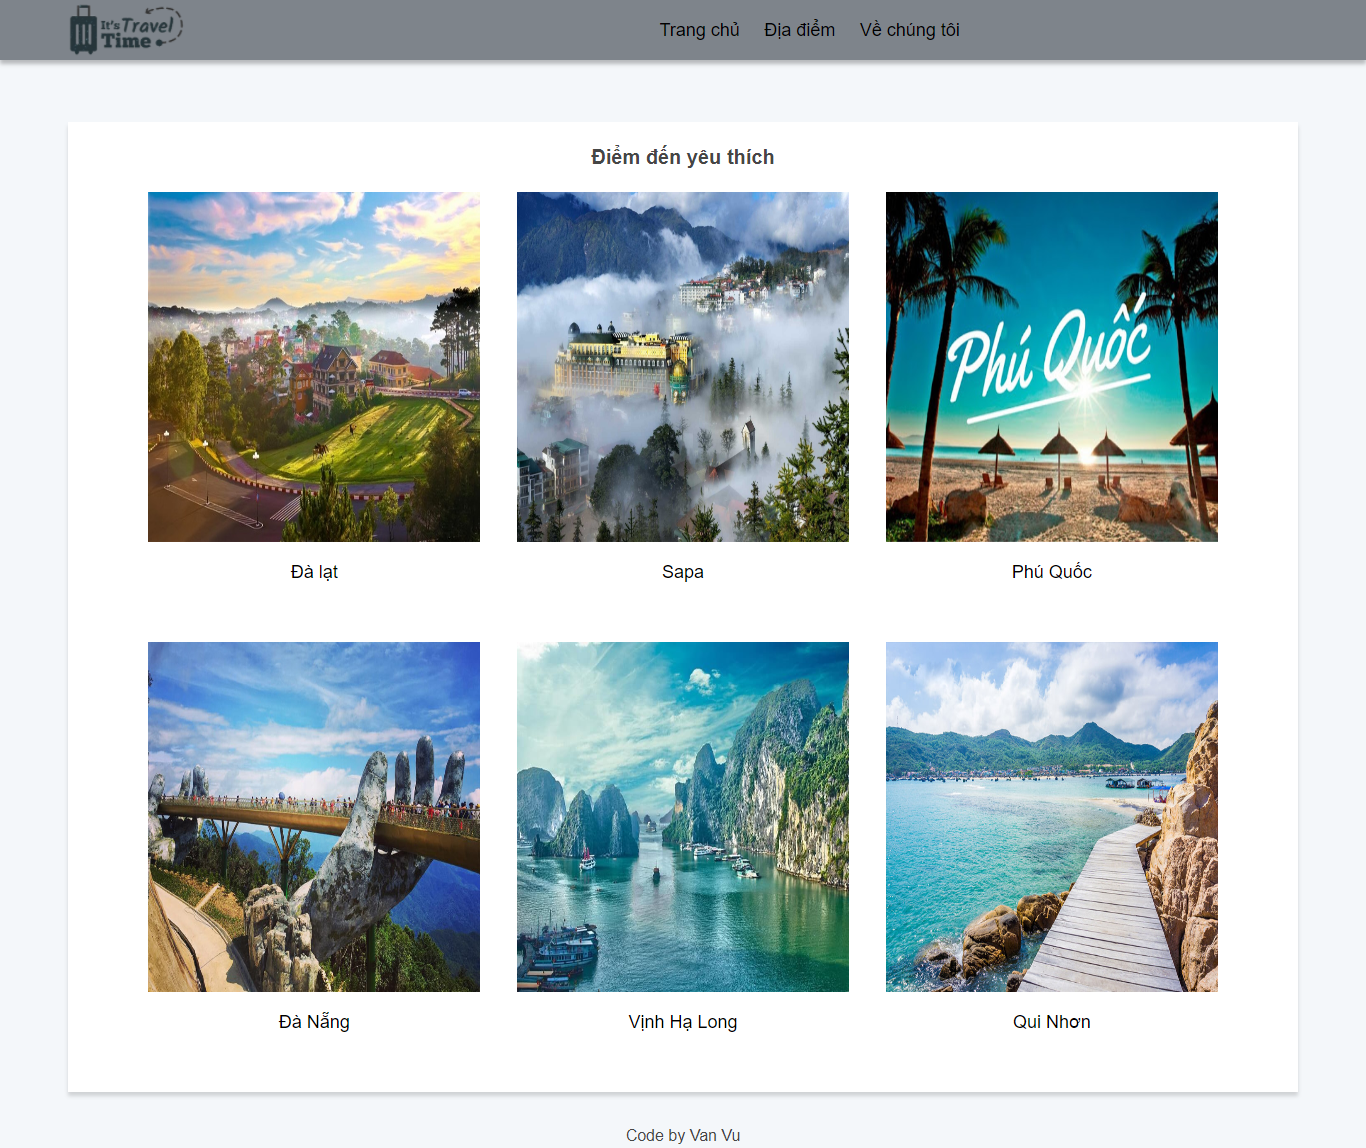 It's Travel
Time
Trang chủ Địa điểm Về chúng tôi
Điểm đến yêu thích
Phú Quốc
Đà lạt
Sapa
Phú Quốc
Đà Nẵng
Vịnh Hạ Long
Qui Nhơn
Code by Van Vu